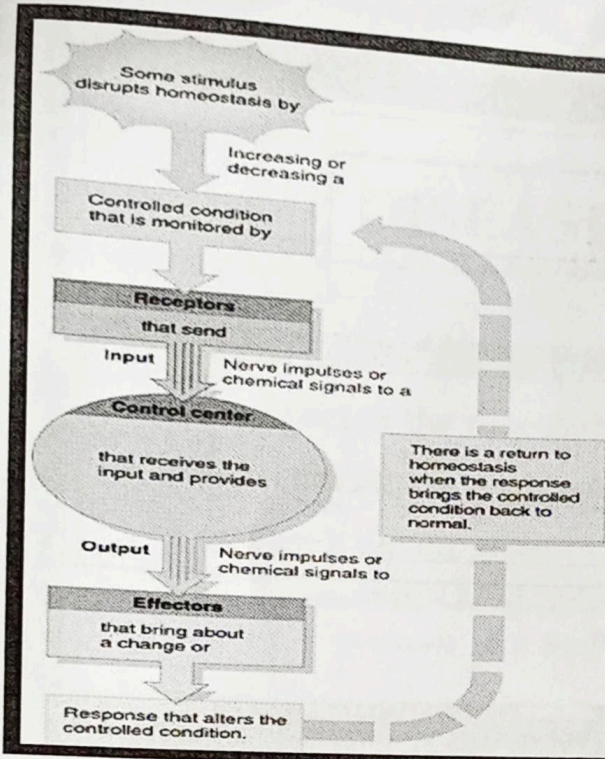 Some stimulus
disrupts homeostasis by
Increasing or
decreasing a
Controlled condition
that is monitored by
Receptors
that send
Input
Nerve impulses or
chemical signals to a
Control center
that receives the
input and provides
Output
Nerve impulses or
chemical signals to
Effectors
that bring about
a change or
Response that alters the
controlled condition.
There is a return to
homeostasis
when the response
brings the controlled
condition back to
normal.